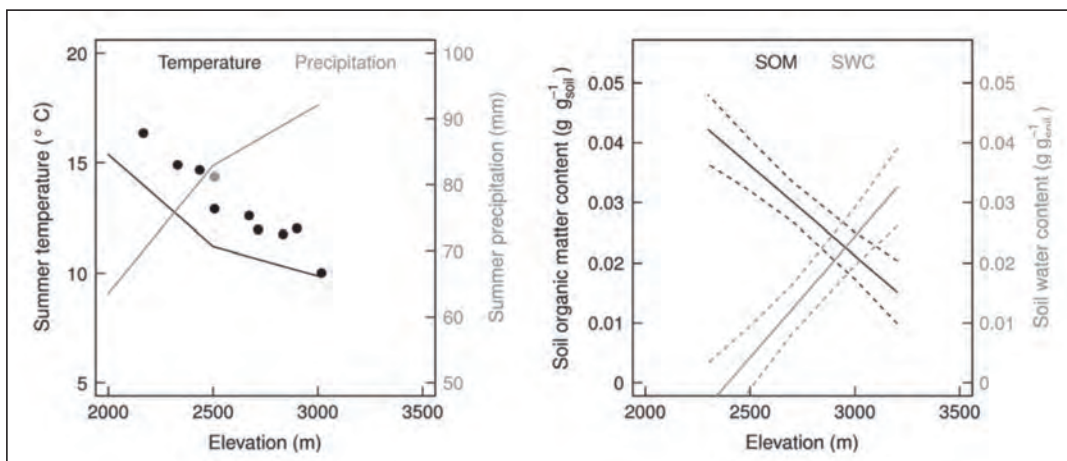 Temperature Precipitation
Summer temperature (° C)
20
15
10
5
100
90
80
70
60
50
Summer precipitation (mm)
2000 2500 3000 3500
Elevation (m)
SOM SWC
Soil organic matter content (g g⁻¹soil)
0.05
0.04
0.03
0.02
0.01
0
0.05
0.04
0.03
0.02
0.01
0
Soil water content (g g⁻¹soil)
2000 2500 3000 3500
Elevation (m)